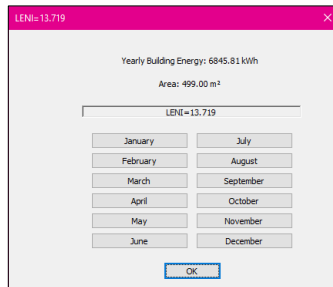 LENI=13.719
Yearly Building Energy: 6845.81 kWh
Area: 499.00 m²
LENI=13.719
January July
February August
March September
April October
May November
June December
OK